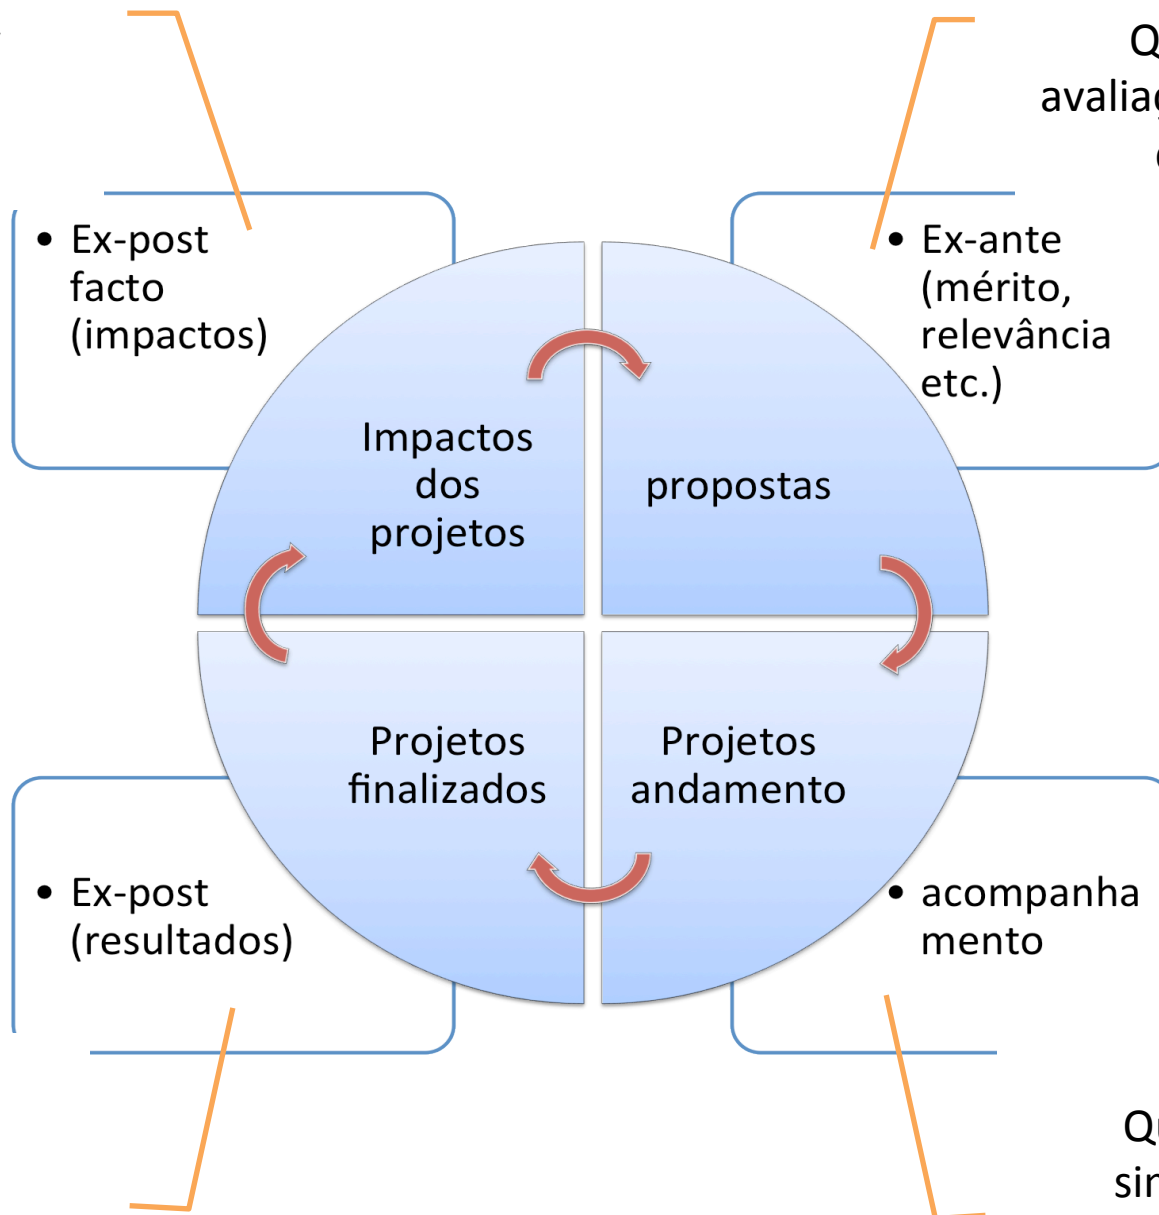 • Ex-post
facto
(impactos)
• Ex-ante
(mérito,
relevância
etc.)
Impactos
dos
projetos
propostas
Projetos
finalizados
Projetos
andamento
• Ex-post
(resultados)
• acompanha
mento